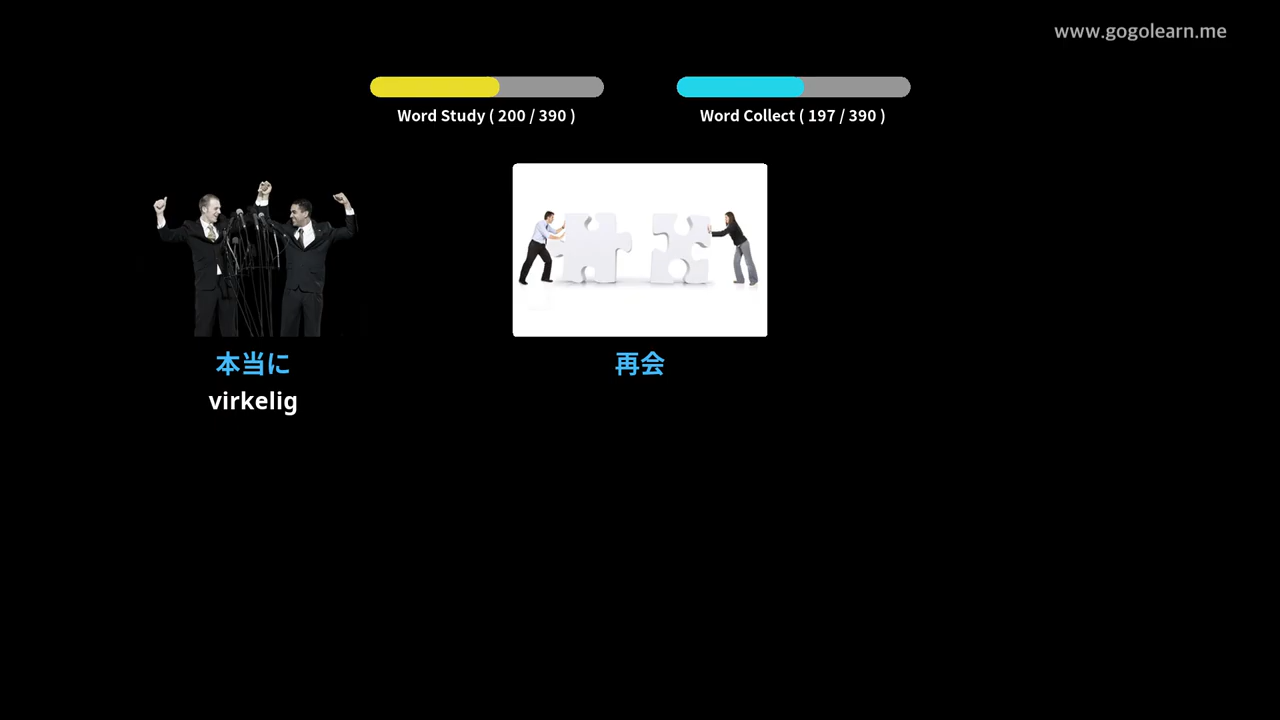 www.gogolearn.me
Word Study ( 200 / 390 )
Word Collect ( 197 / 390 )
本当に
virkelig
再会